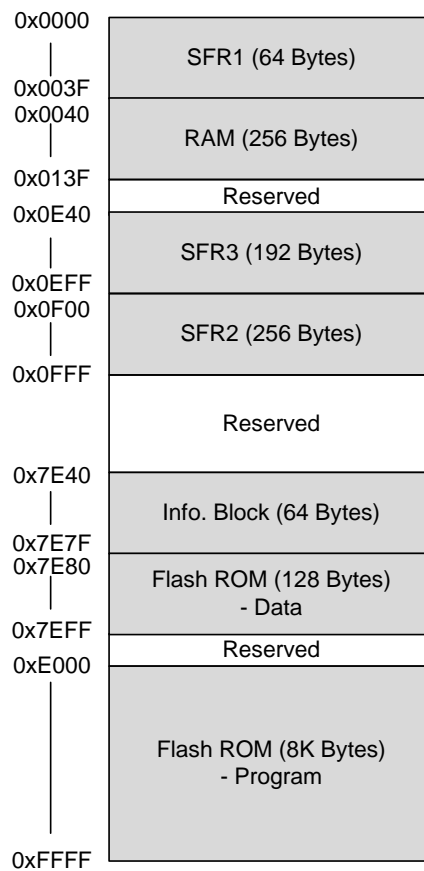 0x0000
SFR1 (64 Bytes)
0x003F
0x0040
RAM (256 Bytes)
0x013F
Reserved
0x0E40
SFR3 (192 Bytes)
0x0EFF
0x0F00
SFR2 (256 Bytes)
0x0FFF
Reserved
0x7E40
Info. Block (64 Bytes)
0x7E7F
0x7E80
Flash ROM (128 Bytes)
- Data
0x7EFF
Reserved
0xE000
Flash ROM (8K Bytes)
- Program
0xFFFF